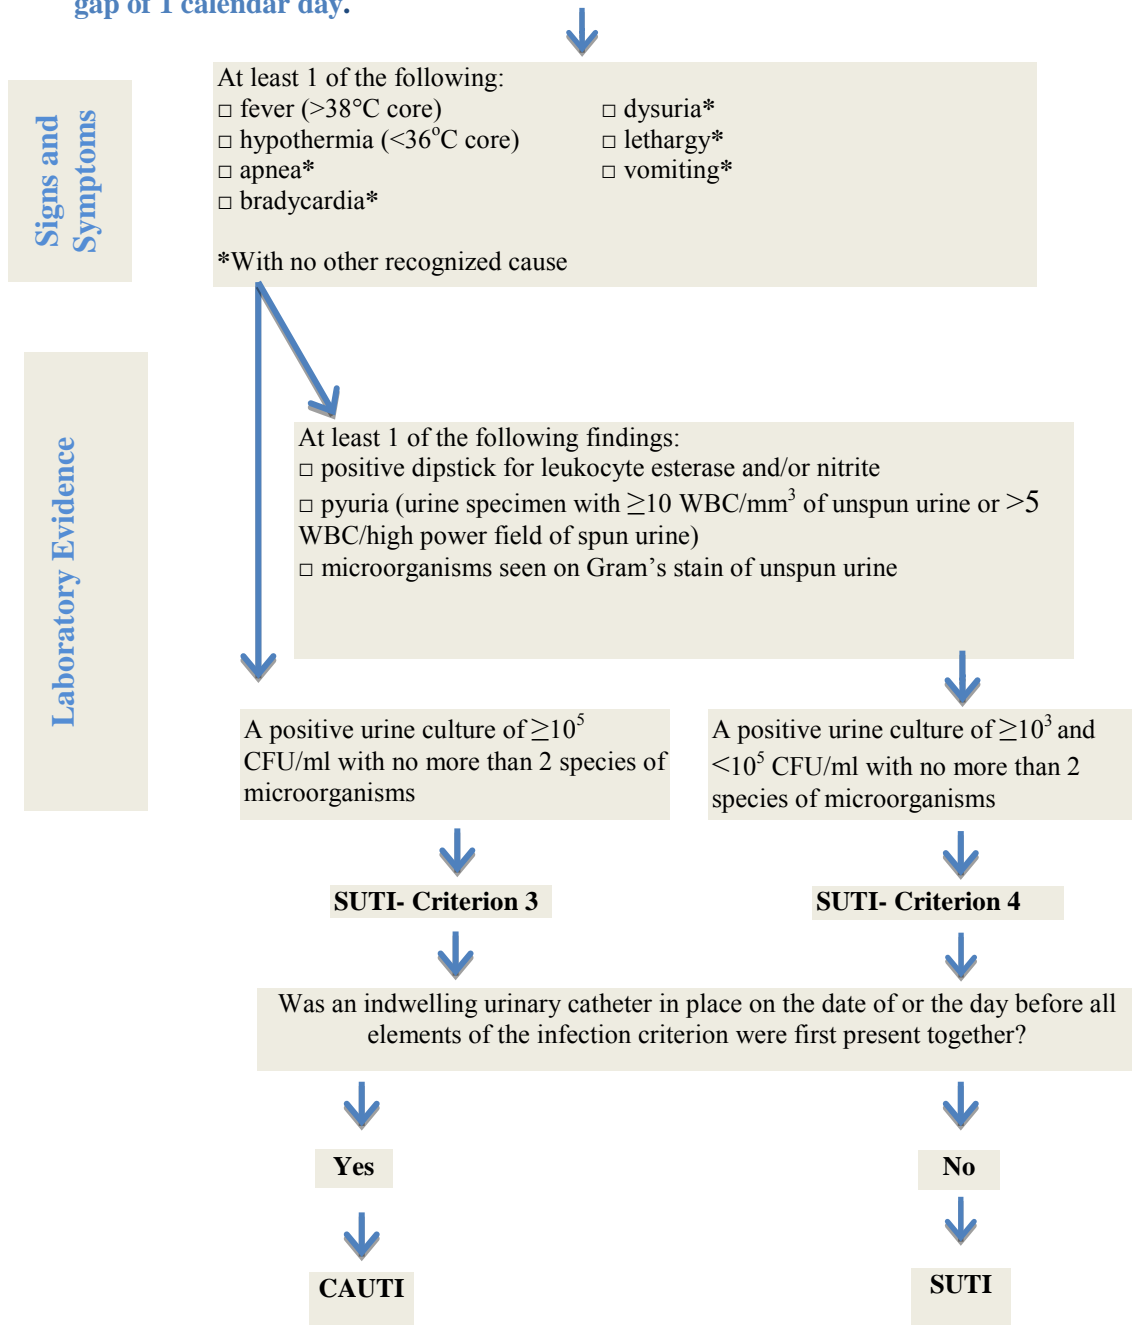 gap of 1 calendar day.
Signs and
Symptoms
At least 1 of the following:
□ fever (>38°C core)
□ dysuria*
□ hypothermia (<36°C core)
□ lethargy*
□ apnea*
□ vomiting*
□ bradycardia*
*With no other recognized cause
Laboratory Evidence
At least 1 of the following findings:
□ positive dipstick for leukocyte esterase and/or nitrite
□ pyuria (urine specimen with ≥10 WBC/mm³ of unspun urine or >5
WBC/high power field of spun urine)
□ microorganisms seen on Gram's stain of unspun urine
A positive urine culture of ≥10⁵
CFU/ml with no more than 2 species of
microorganisms
A positive urine culture of ≥10³ and
<10⁵ CFU/ml with no more than 2
species of microorganisms
SUTI- Criterion 3
SUTI- Criterion 4
Was an indwelling urinary catheter in place on the date of or the day before all
elements of the infection criterion were first present together?
Yes
No
CAUTI
SUTI